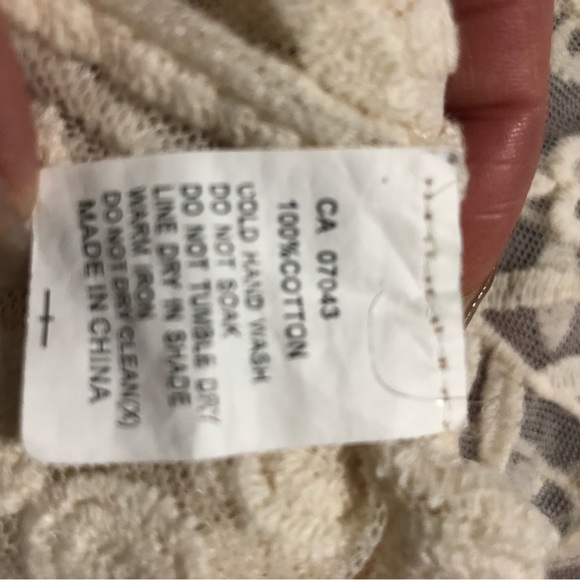 CA 07043
100%COTTON
COLD HAND WASH
DO NOT SOAK
DO NOT TUMBLE DRY
LINE DRY IN SHADE
WARM IRON
DO NOT DRY CLEAN(X)
MADE IN CHINA